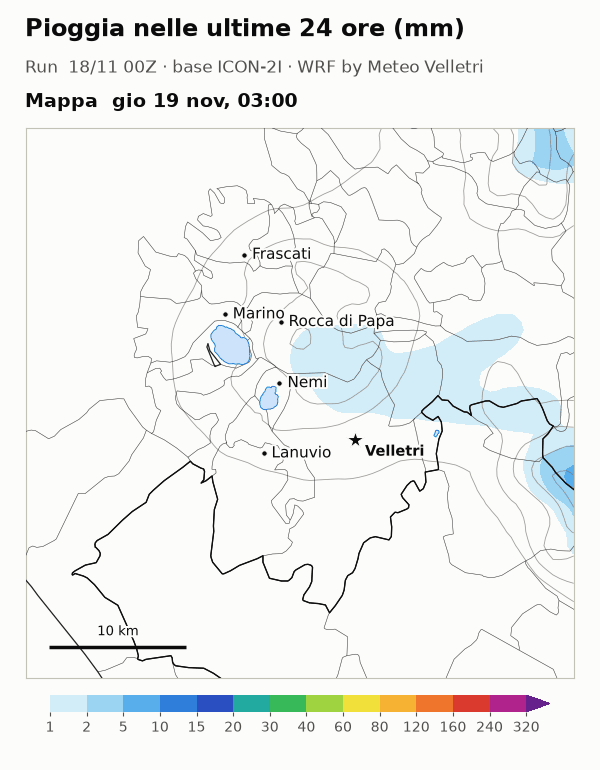 Pioggia nelle ultime 24 ore (mm)
Run 18/11 00Z · base ICON-2I · WRF by Meteo Velletri
Mappa gio 19 nov, 03:00
Frascati
Marino
Rocca di Papa
Nemi
Velletri
Lanuvio
10 km
1 2 5 10 15 20 30 40 60 80 120 160 240 320